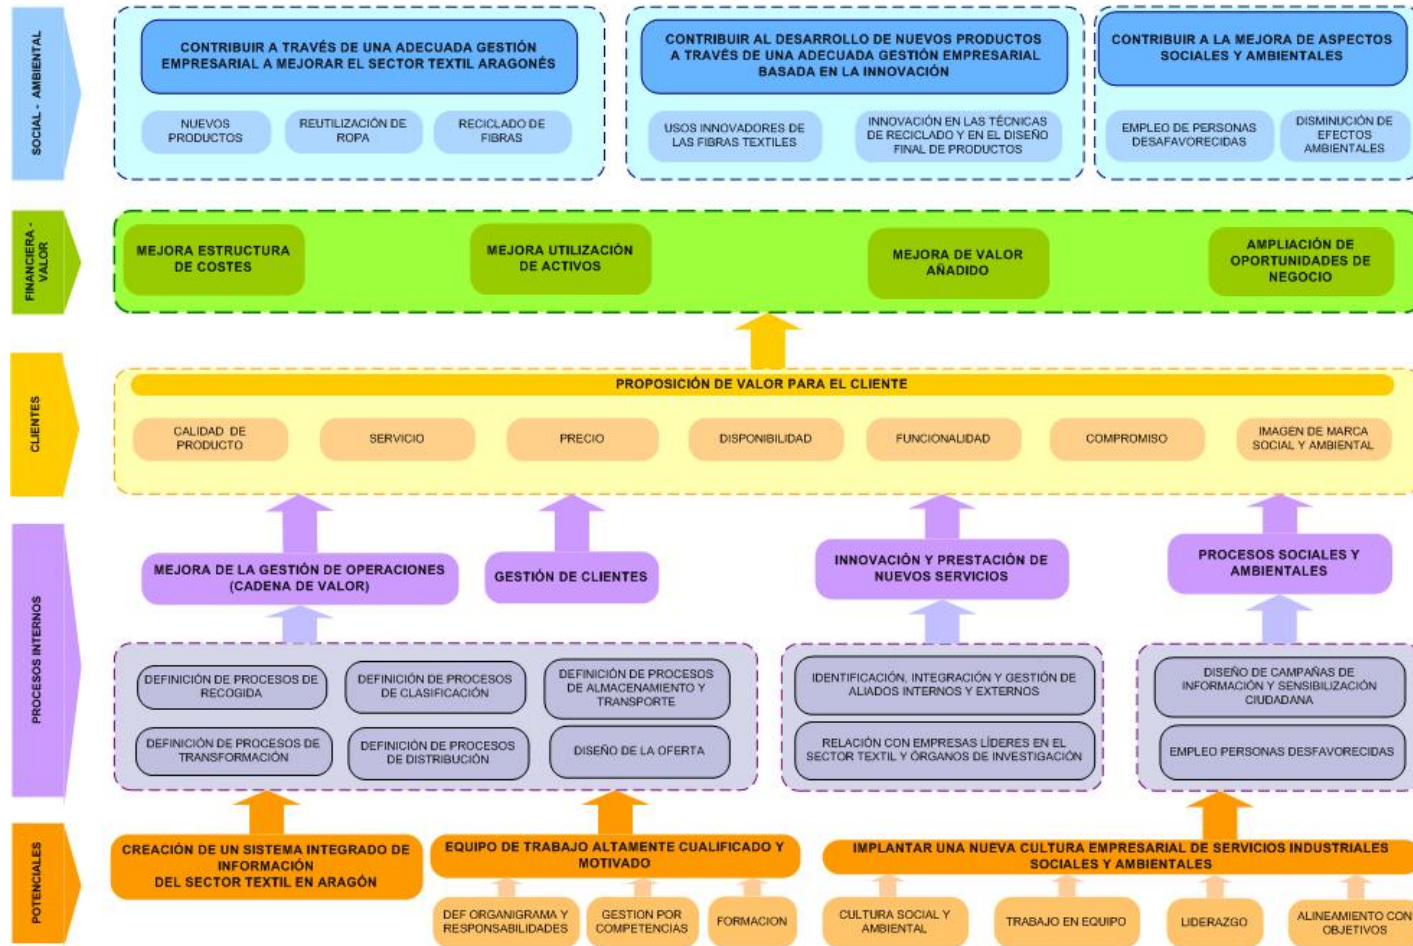 SOCIAL - AMBIENTAL
CONTRIBUIR A TRAVÉS DE UNA ADECUADA GESTIÓN
EMPRESARIAL A MEJORAR EL SECTOR TEXTIL ARAGONÉS
NUEVOS
PRODUCTOS
REUTILIZACIÓN DE
ROPA
RECICLADO DE
FIBRAS
CONTRIBUIR AL DESARROLLO DE NUEVOS PRODUCTOS
A TRAVÉS DE UNA ADECUADA GESTIÓN EMPRESARIAL
BASADA EN LA INNOVACIÓN
USOS INNOVADORES DE
LAS FIBRAS TEXTILES
INNOVACIÓN EN LAS TÉCNICAS
DE RECICLADO Y EN EL DISEÑO
FINAL DE PRODUCTOS
CONTRIBUIR A LA MEJORA DE ASPECTOS
SOCIALES Y AMBIENTALES
EMPLEO DE PERSONAS
DESAFAVORECIDAS
DISMINUCIÓN DE
EFECTOS
AMBIENTALES
FINANCIERA -
VALOR
MEJORA ESTRUCTURA
DE COSTES
MEJORA UTILIZACIÓN
DE ACTIVOS
MEJORA DE VALOR
AÑADIDO
AMPLIACIÓN DE
OPORTUNIDADES DE
NEGOCIO
CLIENTES
PROPOSICIÓN DE VALOR PARA EL CLIENTE
CALIDAD DE
PRODUCTO
SERVICIO
PRECIO
DISPONIBILIDAD
FUNCIONALIDAD
COMPROMISO
IMAGEN DE MARCA
SOCIAL Y AMBIENTAL
PROCESOS INTERNOS
MEJORA DE LA GESTIÓN DE OPERACIONES
(CADENA DE VALOR)
GESTIÓN DE CLIENTES
INNOVACIÓN Y PRESTACIÓN DE
NUEVOS SERVICIOS
PROCESOS SOCIALES Y
AMBIENTALES
DEFINICIÓN DE PROCESOS DE
RECOGIDA
DEFINICIÓN DE PROCESOS
DE CLASIFICACIÓN
DEFINICIÓN DE PROCESOS
DE ALMACENAMIENTO Y
TRANSPORTE
DEFINICIÓN DE PROCESOS DE
TRANSFORMACIÓN
DEFINICIÓN DE PROCESOS
DE DISTRIBUCIÓN
DISEÑO DE LA OFERTA
IDENTIFICACIÓN, INTEGRACIÓN Y GESTIÓN DE
ALIADOS INTERNOS Y EXTERNOS
RELACIÓN CON EMPRESAS LÍDERES EN EL
SECTOR TEXTIL Y ÓRGANOS DE INVESTIGACIÓN
DISEÑO DE CAMPAÑAS DE
INFORMACIÓN Y SENSIBILIZACIÓN
CIUDADANA
EMPLEO PERSONAS DESFAVORECIDAS
POTENCIALES
CREACIÓN DE UN SISTEMA INTEGRADO DE
INFORMACIÓN
DEL SECTOR TEXTIL EN ARAGÓN
EQUIPO DE TRABAJO ALTAMENTE CUALIFICADO Y
MOTIVADO
DEF ORGANIGRAMA Y
RESPONSABILIDADES
GESTION POR
COMPETENCIAS
FORMACION
IMPLANTAR UNA NUEVA CULTURA EMPRESARIAL DE SERVICIOS INDUSTRIALES
SOCIALES Y AMBIENTALES
CULTURA SOCIAL Y
AMBIENTAL
TRABAJO EN EQUIPO
LIDERAZGO
ALINEAMIENTO CON
OBJETIVOS